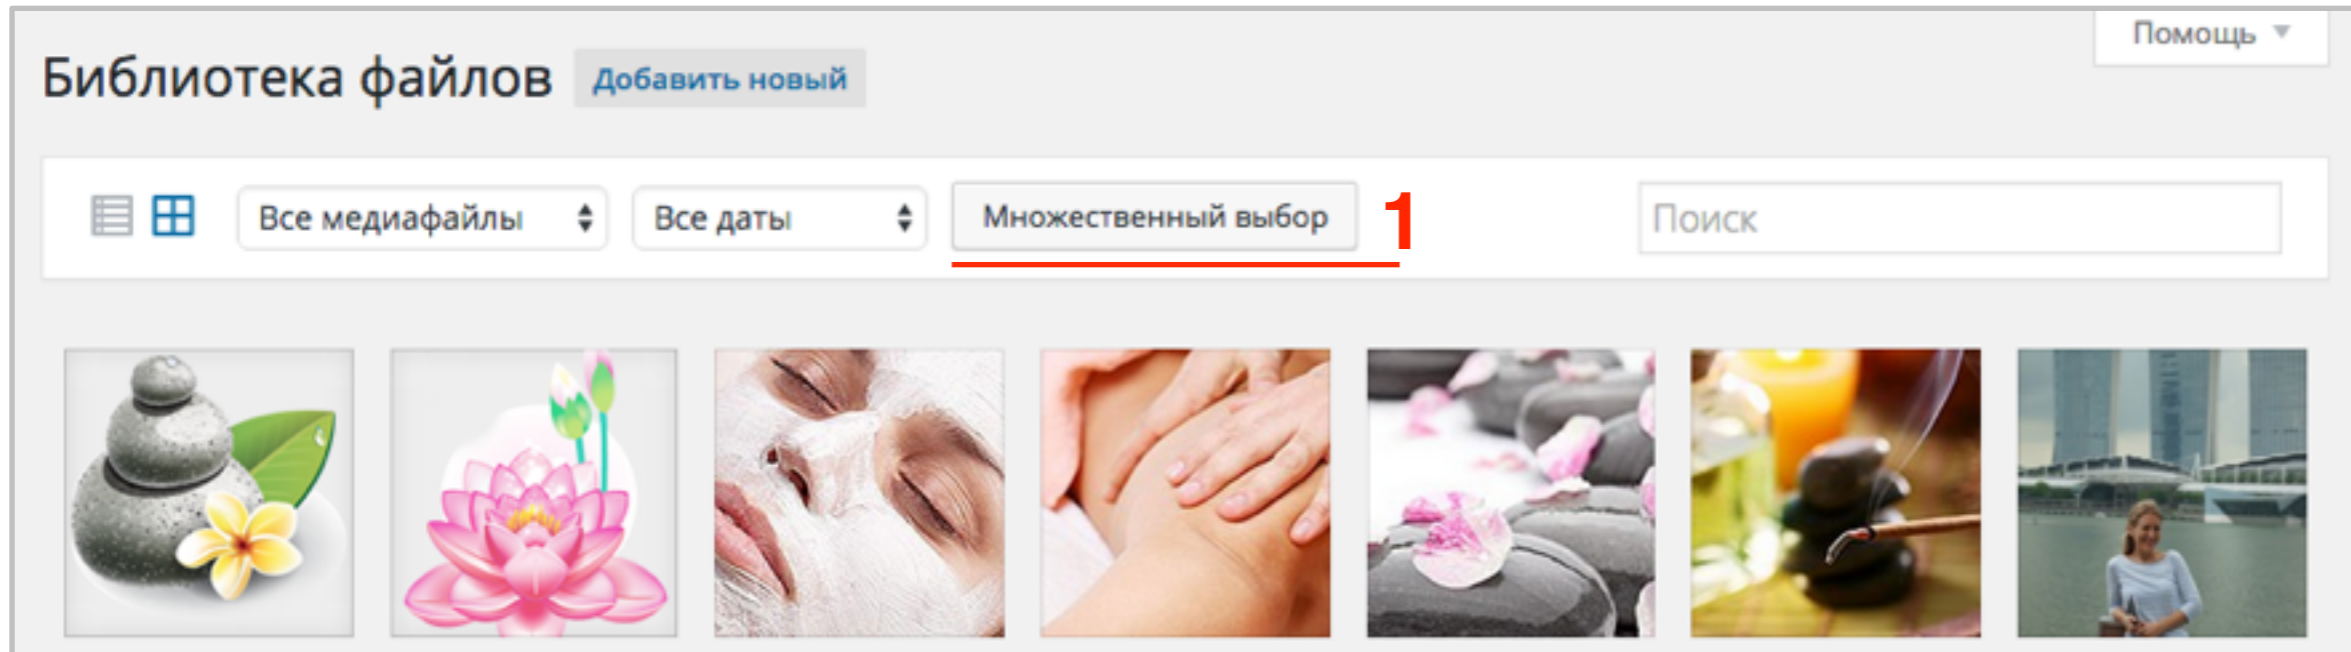 Помощь
Библиотека файлов Добавить новый
Все медиафайлы Все даты Множественный выбор 1 Поиск